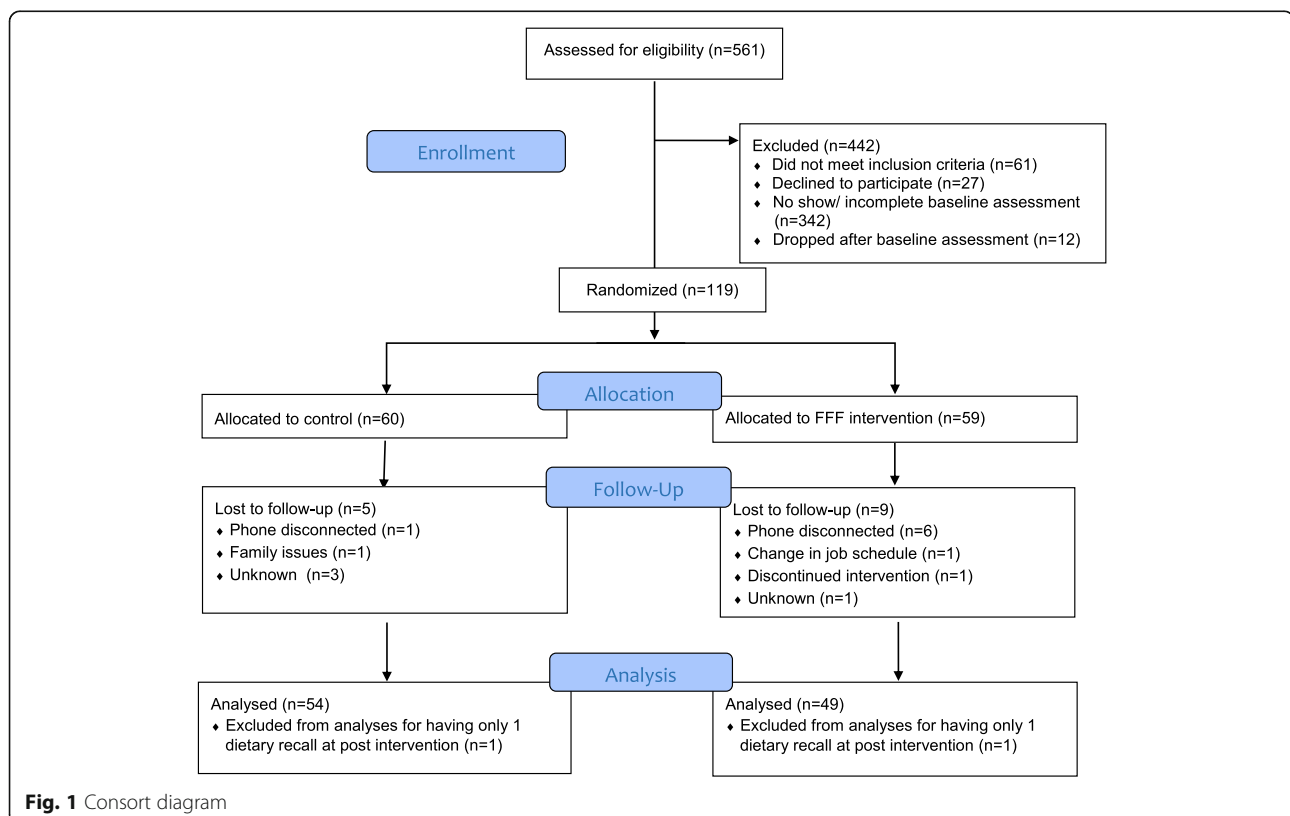 Assessed for eligibility (n=561)
Enrollment
Excluded (n=442)
♦ Did not meet inclusion criteria (n=61)
♦ Declined to participate (n=27)
♦ No show/ incomplete baseline assessment
(n=342)
♦ Dropped after baseline assessment (n=12)
Randomized (n=119)
Allocation
Allocated to control (n=60)
Allocated to FFF intervention (n=59)
Follow-Up
Lost to follow-up (n=5)
♦ Phone disconnected (n=1)
♦ Family issues (n=1)
♦ Unknown (n=3)
Lost to follow-up (n=9)
♦ Phone disconnected (n=6)
♦ Change in job schedule (n=1)
♦ Discontinued intervention (n=1)
♦ Unknown (n=1)
Analysis
Analysed (n=54)
♦ Excluded from analyses for having only 1
dietary recall at post intervention (n=1)
Analysed (n=49)
♦ Excluded from analyses for having only 1
dietary recall at post intervention (n=1)
Fig. 1 Consort diagram